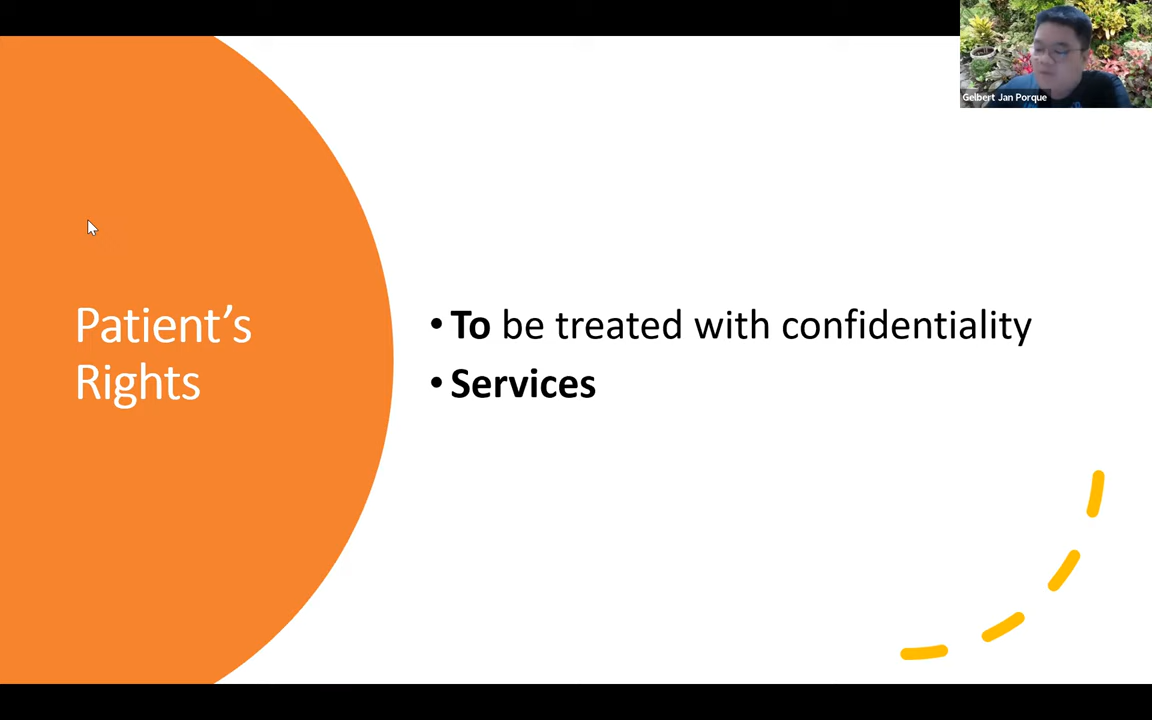 Gelbert Jan Porque
Patient’s
Rights
• To be treated with confidentiality
• Services